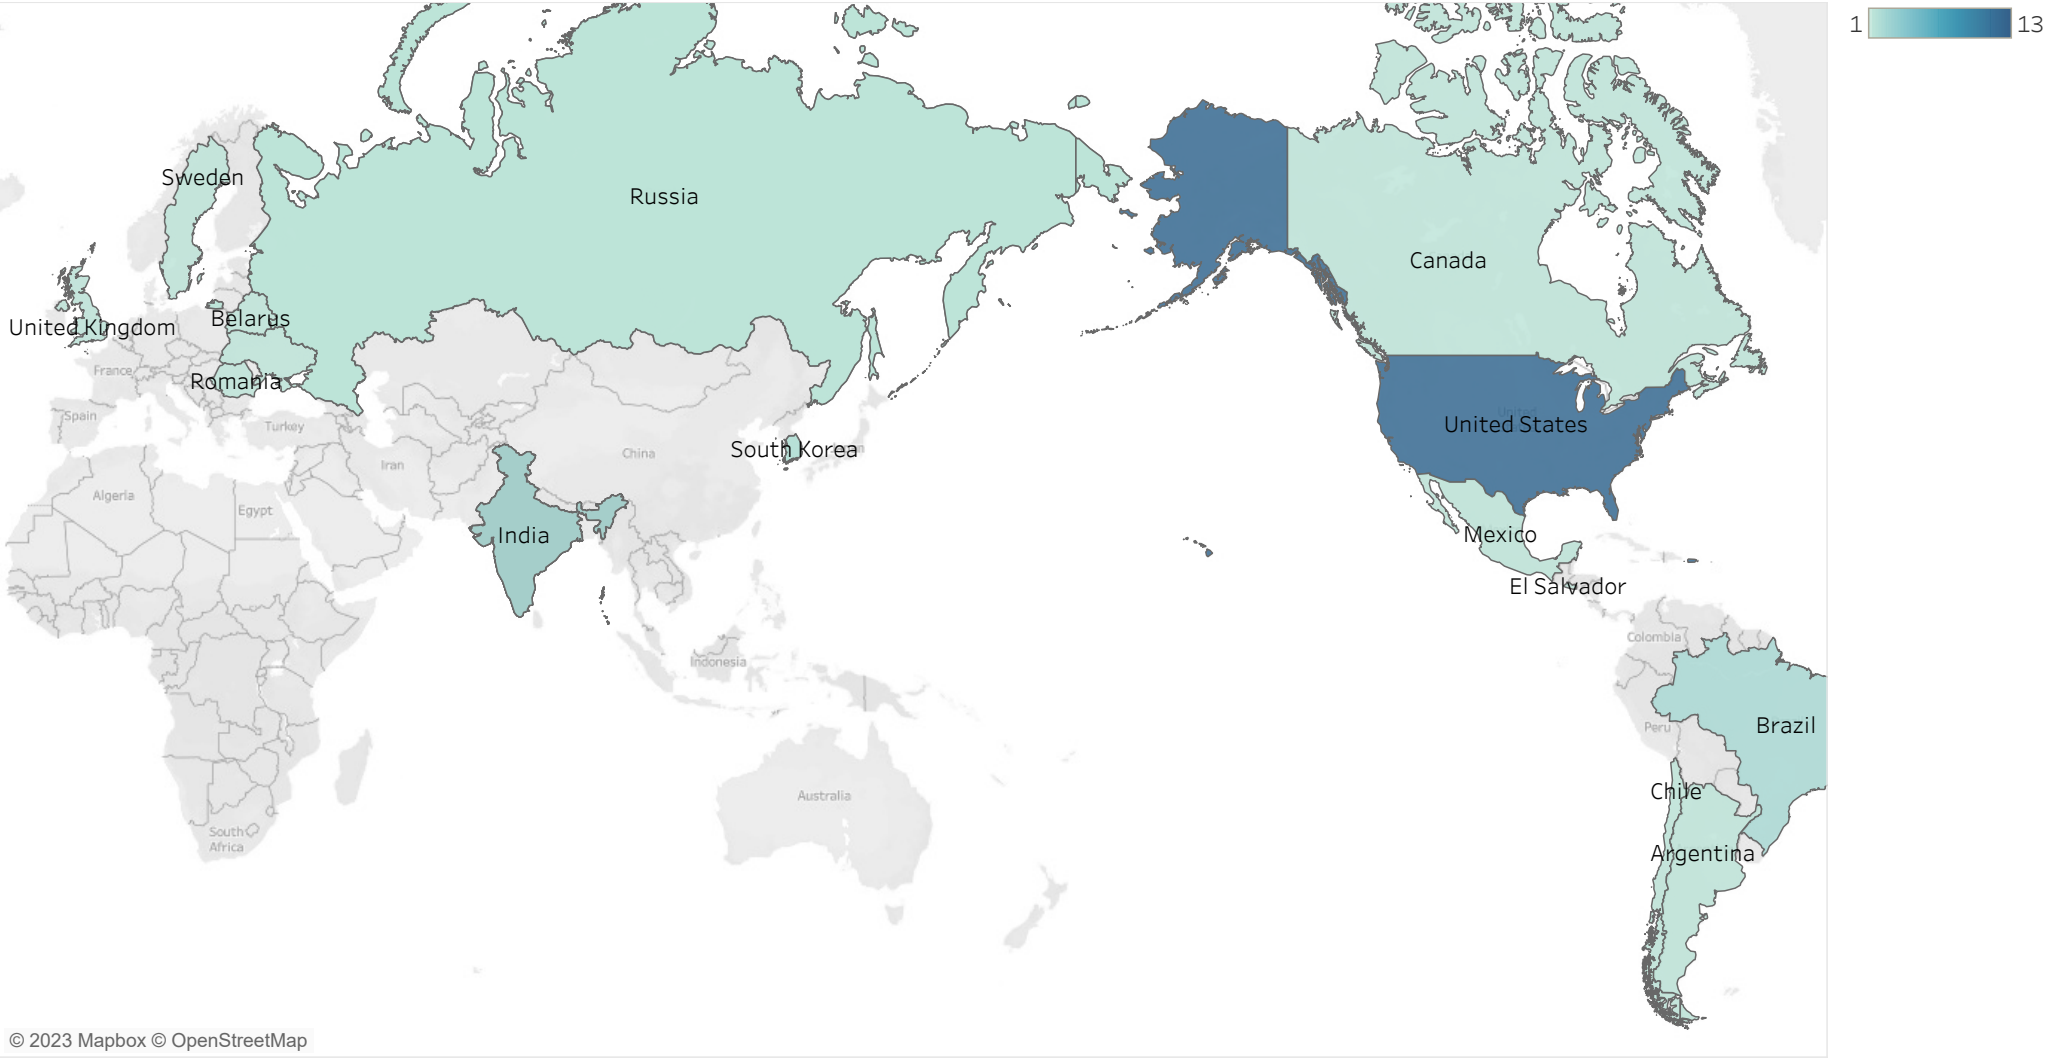 1
13
Sweden
Russia
Canada
United Kingdom
Belarus
France
Romania
Spain
Turkey
United
United States
South Korea
China
Iran
Algeria
Egypt
India
Mexico
El Salvador
Colombia
Indonesia
Brazil
Peru
Chile
Australia
South
Africa
Argentina
© 2023 Mapbox © OpenStreetMap